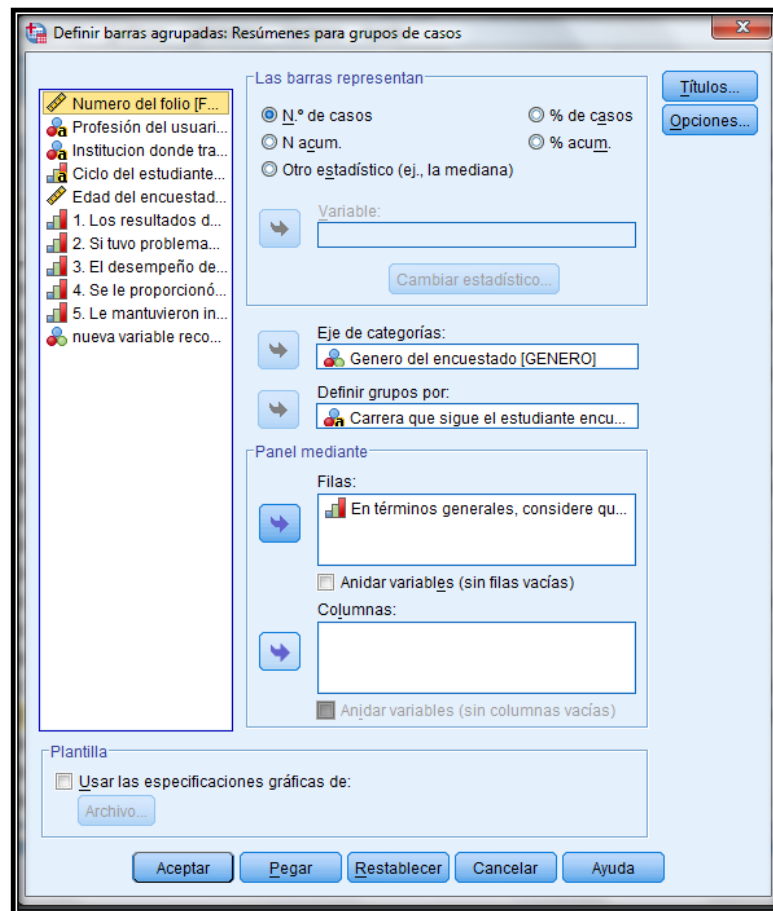 Definir barras agrupadas: Resúmenes para grupos de casos
Numero del folio [F...
Profesión del usuari...
Institucion donde tra...
Ciclo del estudiante...
Edad del encuestad...
1. Los resultados d...
2. Si tuvo problema...
3. El desempeño de...
4. Se le proporcionó...
5. Le mantuvieron in...
nueva variable reco...
Las barras representan
N.º de casos
% de casos
N acum.
% acum.
Otro estadístico (ej., la mediana)
Variable:
Cambiar estadístico...
Eje de categorías:
Genero del encuestado [GENERO]
Definir grupos por:
Carrera que sigue el estudiante encu...
Panel mediante
Filas:
En términos generales, considere qu...
Anidar variables (sin filas vacías)
Columnas:
Anidar variables (sin columnas vacías)
Títulos...
Opciones...
Plantilla
Usar las especificaciones gráficas de:
Archivo...
Aceptar
Pegar
Restablecer
Cancelar
Ayuda